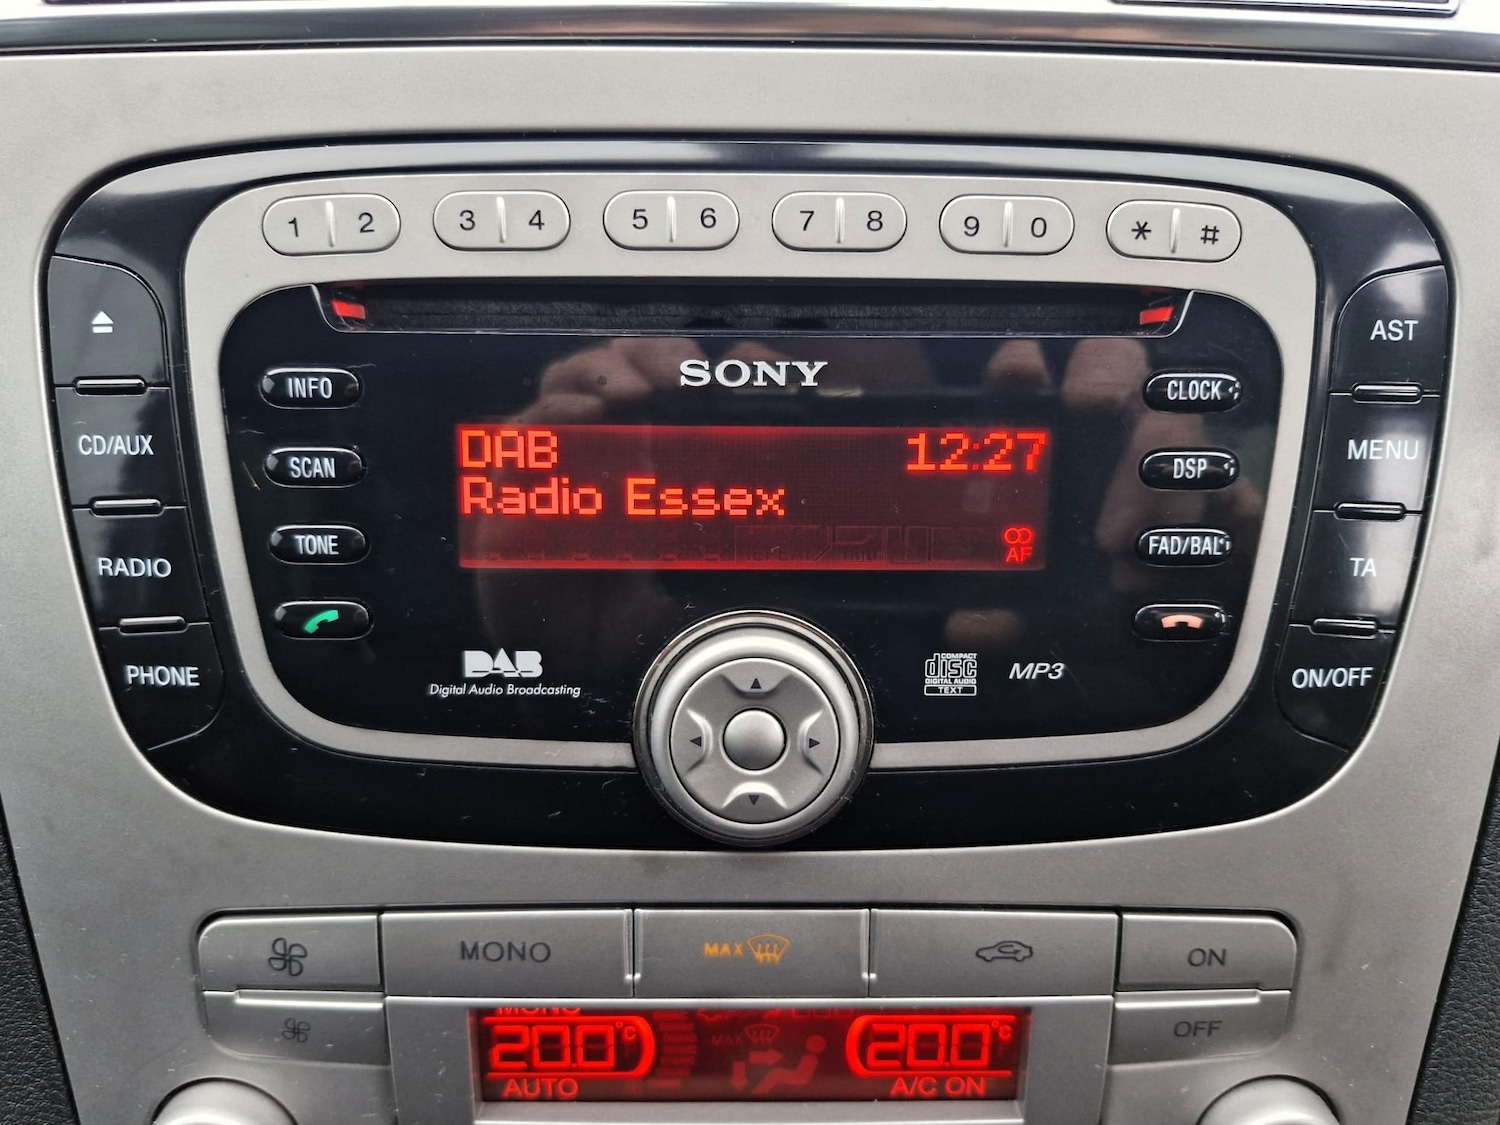 1 2 3 4 5 6 7 8 9 0 * #
SONY
AST
INFO
CLOCK
CD/AUX
MENU
DAB 12:27
SCAN
DSP
Radio Essex
TONE
FAD/BAL
AF
RADIO
TA
PHONE
DAB
Digital Audio Broadcasting
COMPACT
disc
DIGITAL AUDIO
TEXT
MP3
ON/OFF
MONO
MAX
ON
OFF
MONO
20.0°C
MAX
20.0°C
AUTO
A/C ON